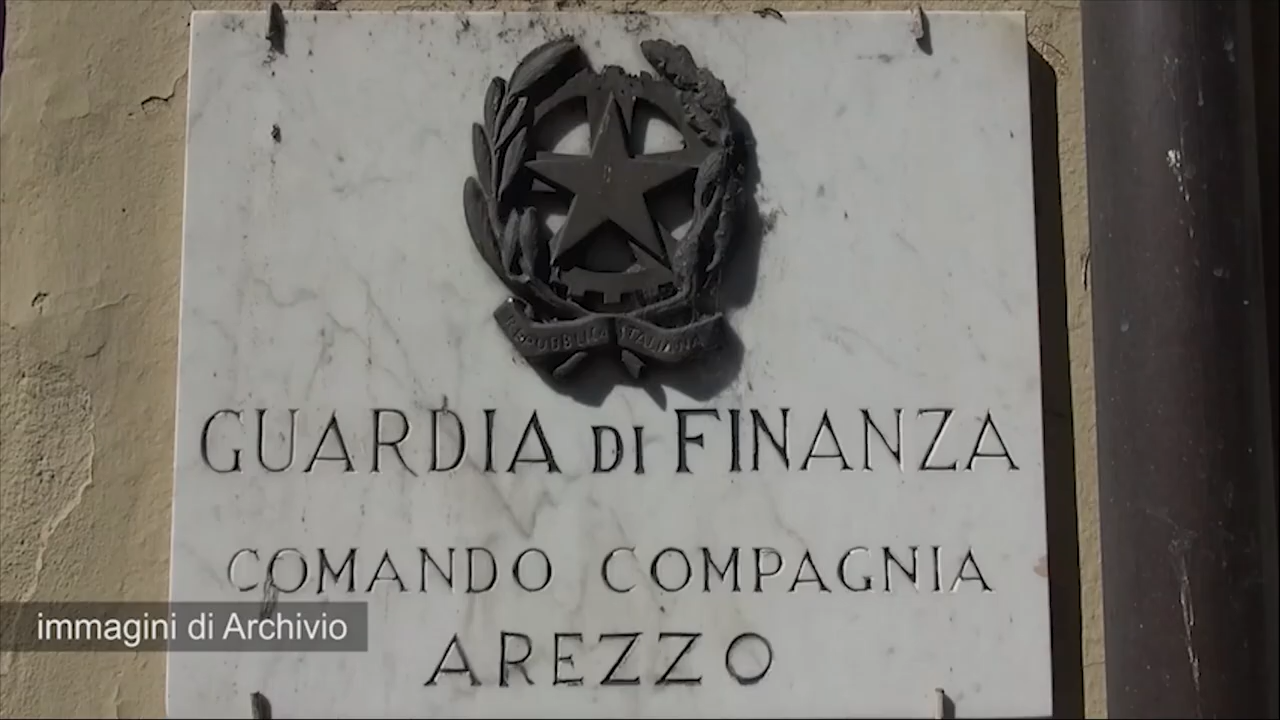 REPUBBLICA ITALIANA
GUARDIA DI FINANZA
COMANDO COMPAGNIA
immagini di Archivio
AREZZO